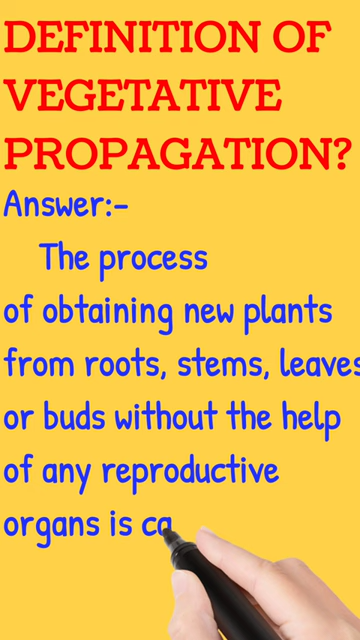 DEFINITION OF
VEGETATIVE
PROPAGATION?
Answer:-
The process
of obtaining new plants
from roots, stems, leaves
or buds without the help
of any reproductive
organs is ca